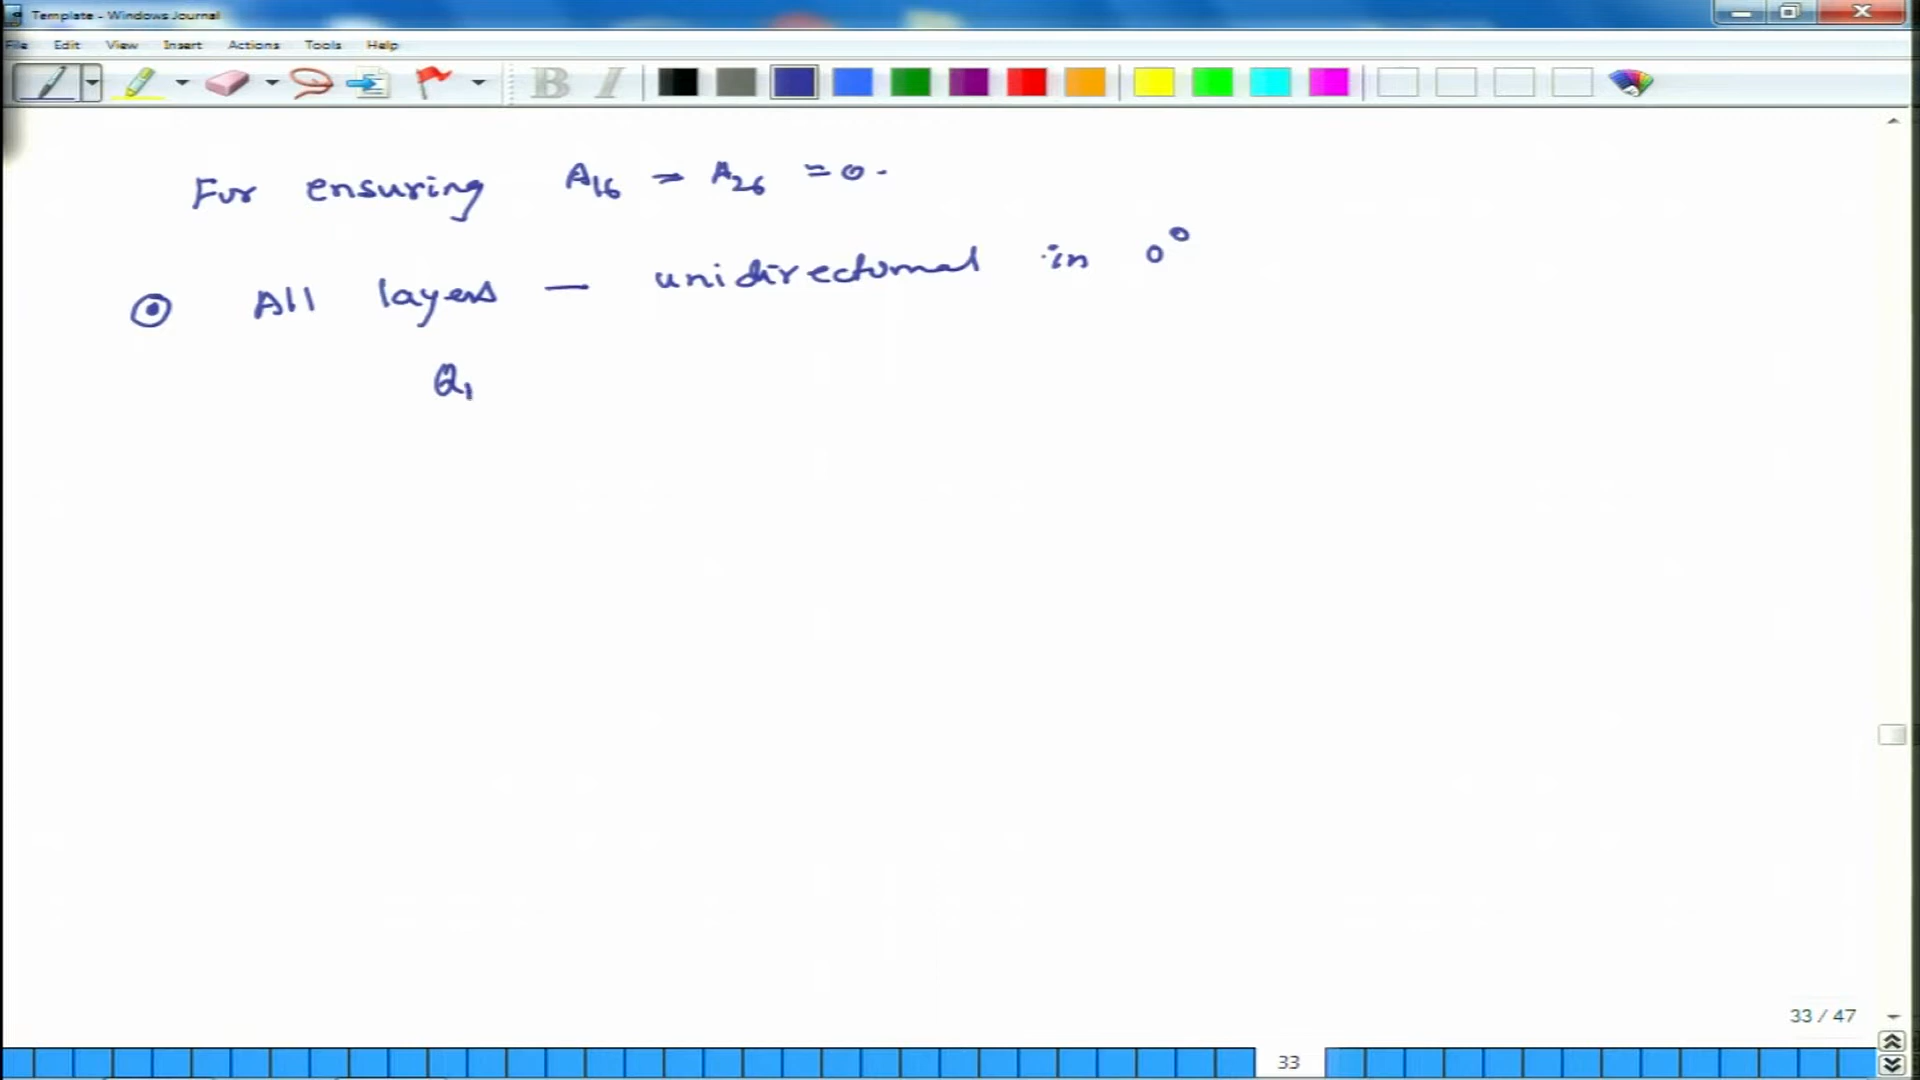 Template - Windows Journal
File Edit View Insert Actions Tools Help
B I
For ensuring A16 = A26 = 0.
All layers — unidirectional in 0°
Q1
33 / 47
33